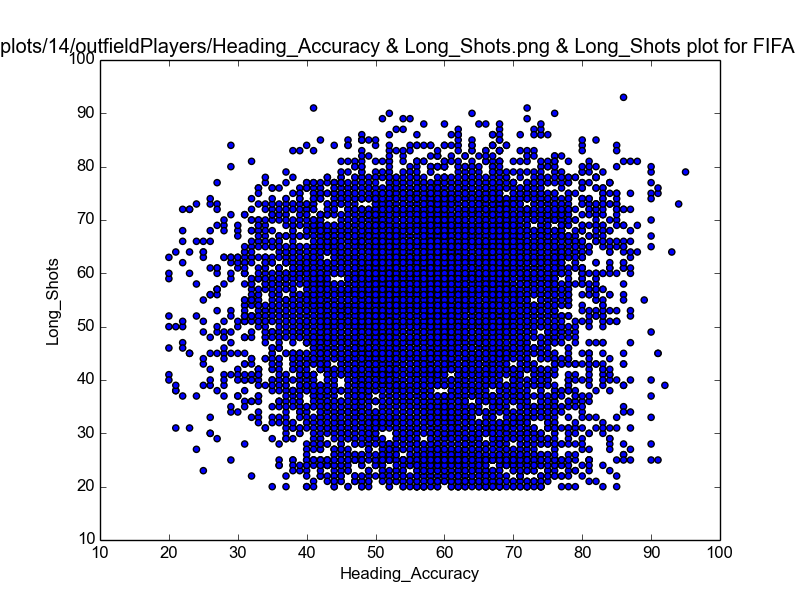 plots/14/outfieldPlayers/Heading_Accuracy & Long_Shots.png & Long_Shots plot for FIFA
100
90
80
70
60
50
40
30
20
10
Long_Shots
10 20 30 40 50 60 70 80 90 100
Heading_Accuracy